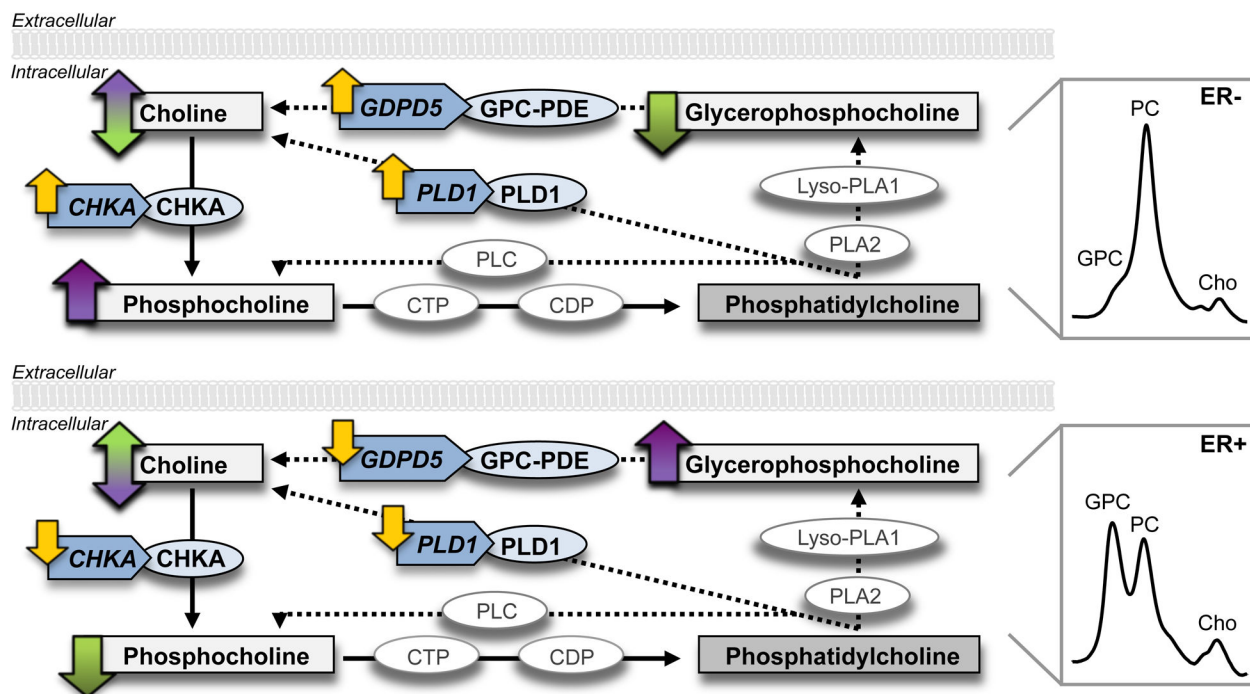 Extracellular
Intracellular
Choline
GDPD5
GPC-PDE
Glycerophosphocholine
CHKA
CHKA
PLD1
PLD1
Lyso-PLA1
PLA2
PLC
Phosphocholine
CTP
CDP
Phosphatidylcholine
ER-
PC
GPC
Cho
Extracellular
Intracellular
Choline
GDPD5
GPC-PDE
Glycerophosphocholine
CHKA
CHKA
PLD1
PLD1
Lyso-PLA1
PLA2
PLC
Phosphocholine
CTP
CDP
Phosphatidylcholine
ER+
GPC
PC
Cho